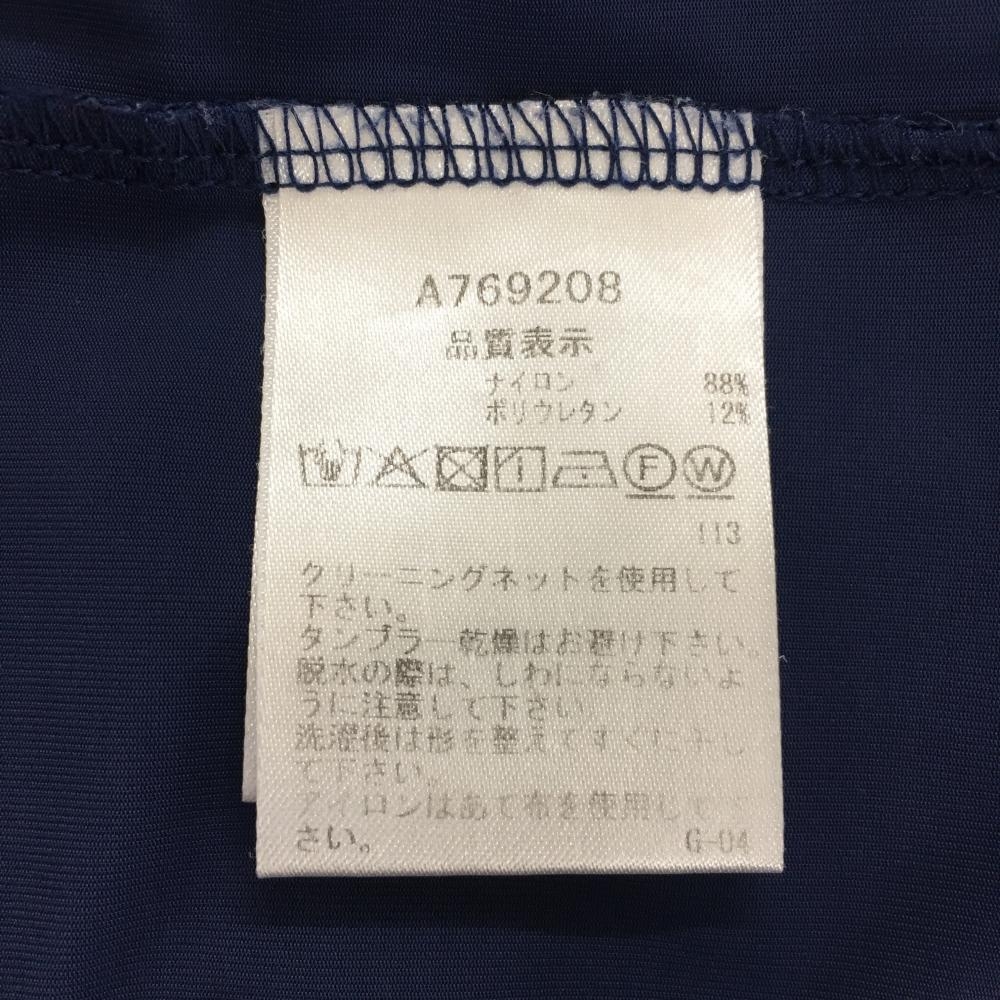 A769208
品質表示
ナイロン 88%
ポリウレタン 12%
F W
113
クリーニングネットを使用して
下さい。
タンブラー乾燥はお避け下さい。
脱水の際は、しわにならないよ
うに注意して下さい
洗濯後は形を整えてすぐに干し
て下さい。
アイロンはあて布を使用して下
さい。 G-04